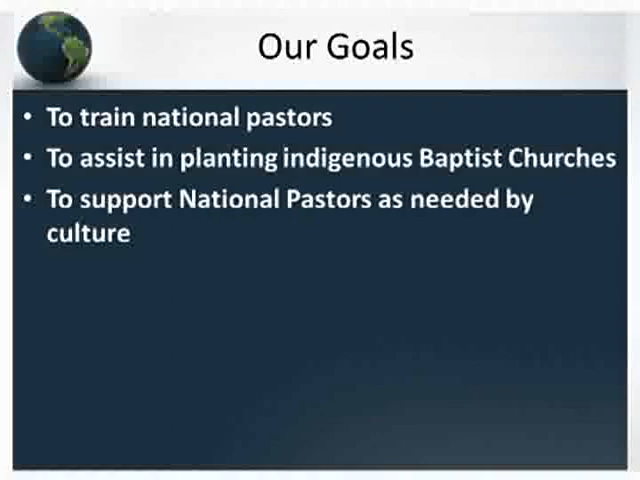 Our Goals
• To train national pastors
• To assist in planting indigenous Baptist Churches
• To support National Pastors as needed by
culture